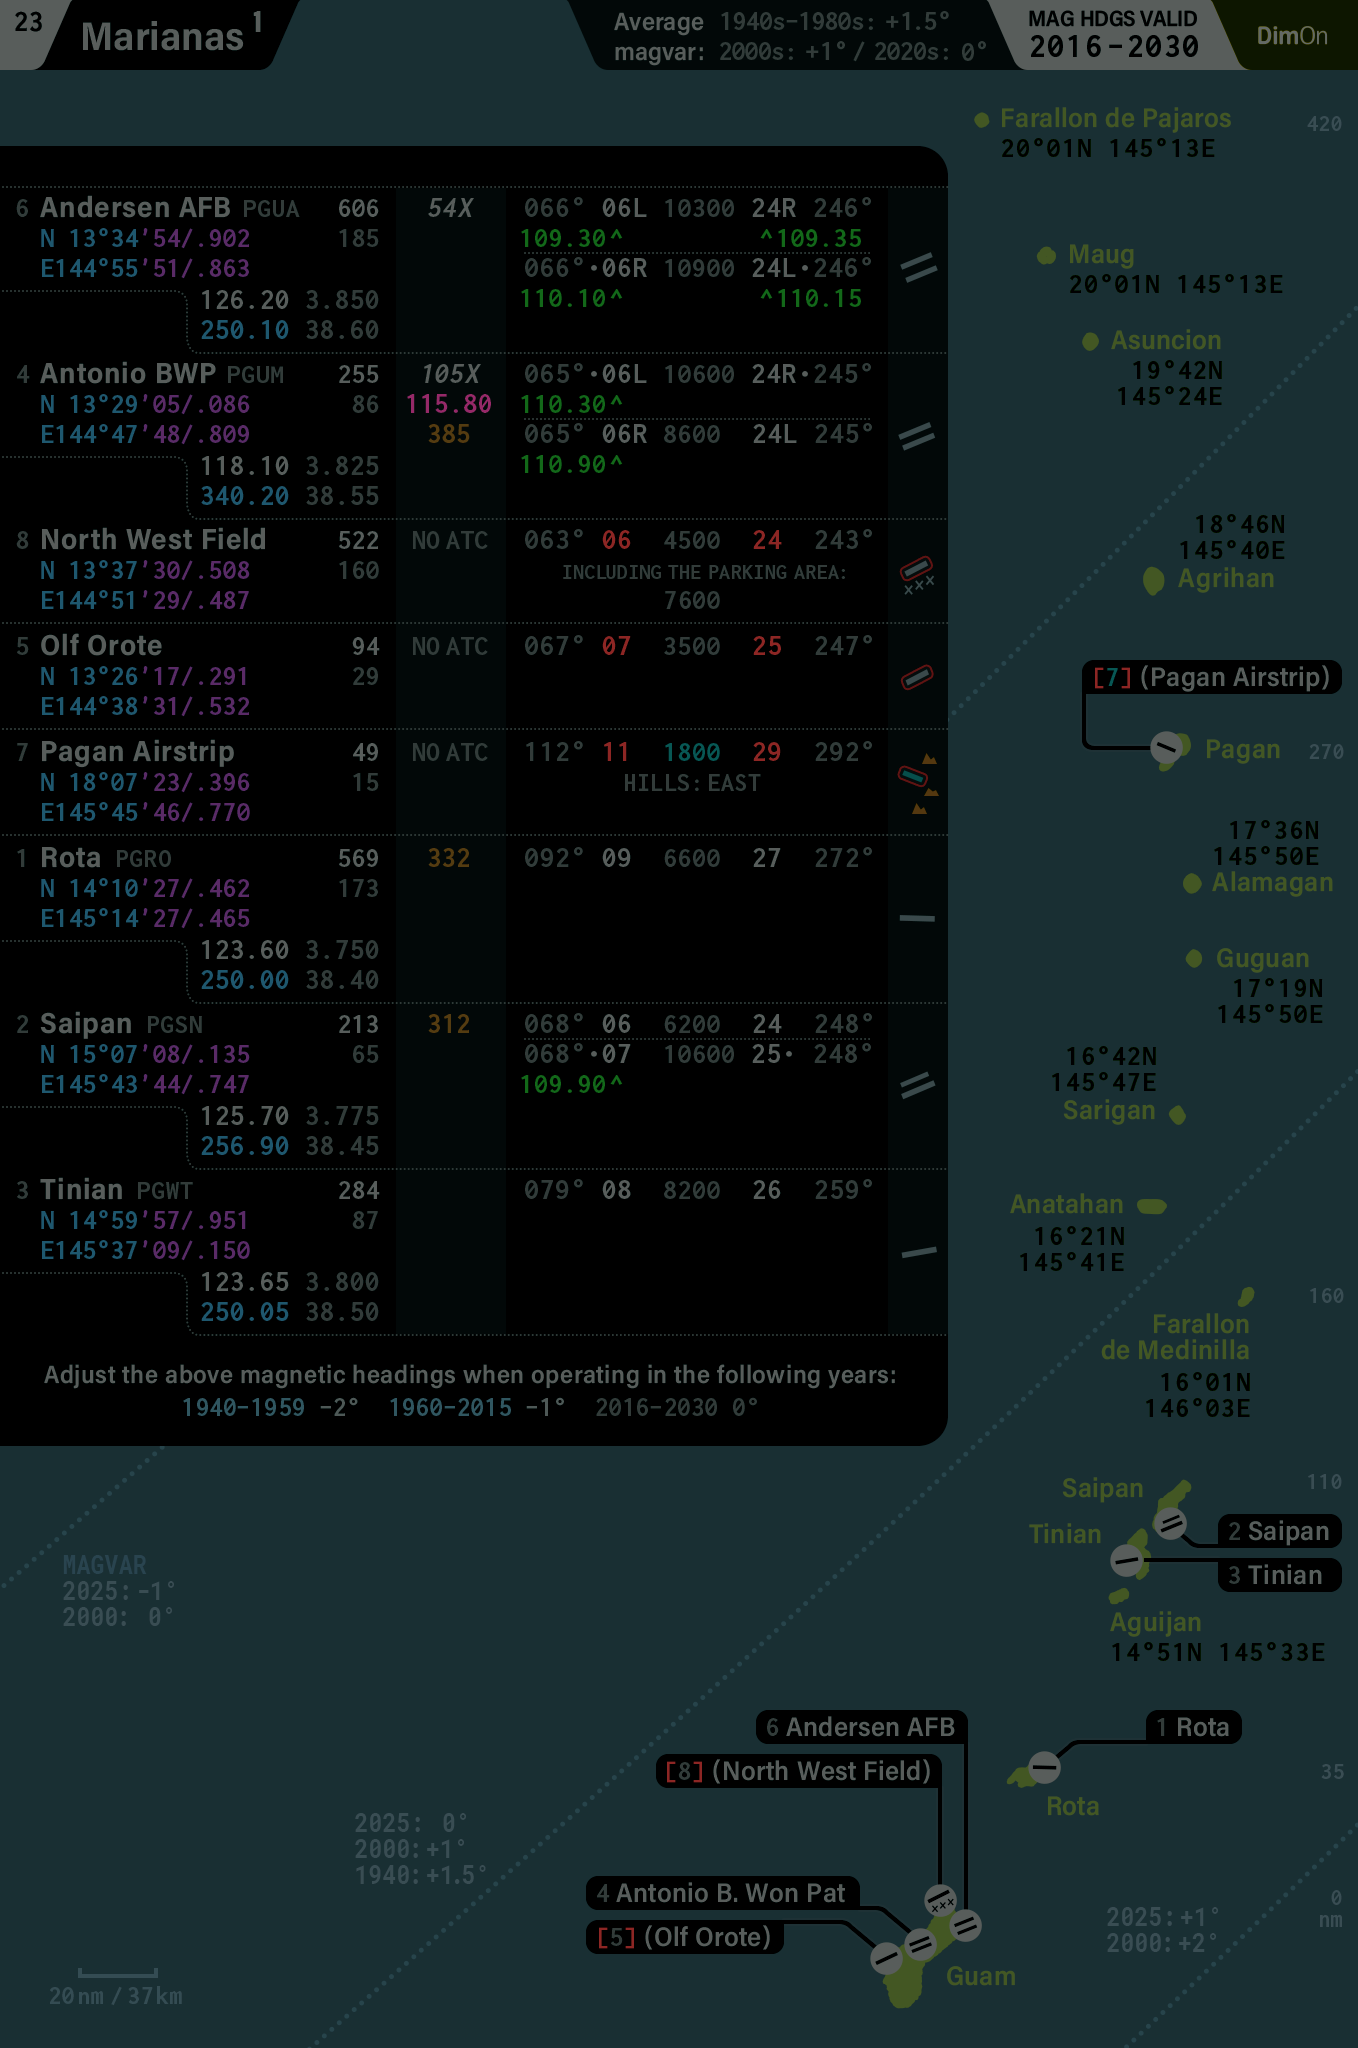 23 Marianas 1
Average 1940s-1980s: +1.5°
magvar: 2000s: +1° / 2020s: 0°
MAG HDGS VALID
2016-2030
DimOn
Farallon de Pajaros 420
20°01N 145°13E
Maug
20°01N 145°13E
Asuncion
19°42N
145°24E
18°46N
145°40E
Agrihan
[7] (Pagan Airstrip)
Pagan 270
17°36N
145°50E
Alamagan
Guguan
17°19N
145°50E
16°42N
145°47E
Sarigan
Anatahan
16°21N
145°41E
160
Farallon
de Medinilla
16°01N
146°03E
6 Andersen AFB PGUA 606 54X 066° 06L 10300 24R 246°
N 13°34'54/.902 185 109.30^ ^109.35
E144°55'51/.863 066°·06R 10900 24L·246°
126.20 3.850 110.10^ ^110.15
250.10 38.60
4 Antonio BWP PGUM 255 105X 065°·06L 10600 24R·245°
N 13°29'05/.086 86 115.80 110.30^
E144°47'48/.809 385 065° 06R 8600 24L 245°
118.10 3.825 110.90^
340.20 38.55
8 North West Field 522 NO ATC 063° 06 4500 24 243°
N 13°37'30/.508 160 INCLUDING THE PARKING AREA:
E144°51'29/.487 7600
xxx
5 Olf Orote 94 NO ATC 067° 07 3500 25 247°
N 13°26'17/.291 29
E144°38'31/.532
7 Pagan Airstrip 49 NO ATC 112° 11 1800 29 292°
N 18°07'23/.396 15 HILLS: EAST
E145°45'46/.770
1 Rota PGRO 569 332 092° 09 6600 27 272°
N 14°10'27/.462 173
E145°14'27/.465
123.60 3.750
250.00 38.40
2 Saipan PGSN 213 312 068° 06 6200 24 248°
N 15°07'08/.135 65 068°·07 10600 25· 248°
E145°43'44/.747 109.90^
125.70 3.775
256.90 38.45
3 Tinian PGWT 284 079° 08 8200 26 259°
N 14°59'57/.951 87
E145°37'09/.150
123.65 3.800
250.05 38.50
Adjust the above magnetic headings when operating in the following years:
1940-1959 -2° 1960-2015 -1° 2016-2030 0°
Saipan 110
2 Saipan
Tinian
3 Tinian
Aguijan
14°51N 145°33E
MAGVAR
2025: -1°
2000: 0°
6 Andersen AFB
1 Rota
[8] (North West Field)
35
Rota
2025: 0°
2000: +1°
1940: +1.5°
4 Antonio B. Won Pat
xxx
[5] (Olf Orote)
0
nm
2025: +1°
2000: +2°
Guam
20nm / 37km